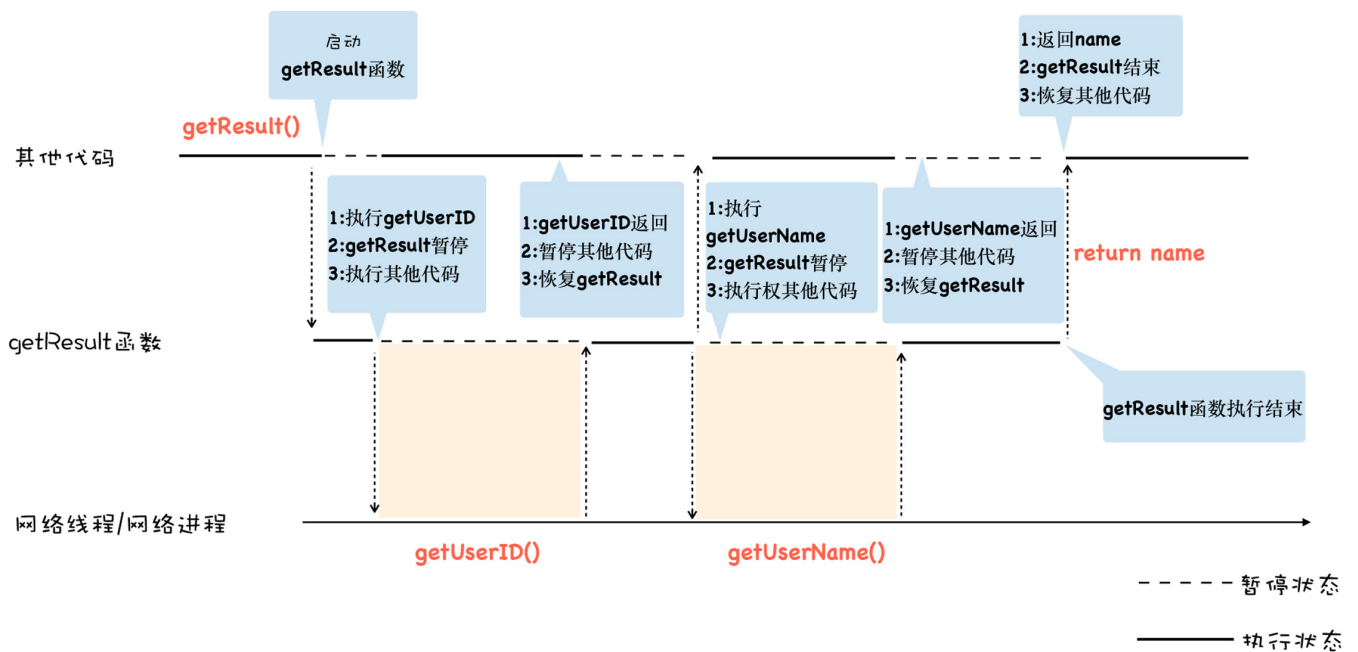 启动
getResult函数
1:返回name
2:getResult结束
3:恢复其他代码
getResult()
其他代码
1:执行getUserID
2:getResult暂停
3:执行其他代码
1:getUserID返回
2:暂停其他代码
3:恢复getResult
1:执行
getUserName
2:getResult暂停
3:执行权其他代码
1:getUserName返回
2:暂停其他代码
3:恢复getResult
return name
getResult函数
getResult函数执行结束
网络线程/网络进程
getUserID()
getUserName()
暂停状态
执行状态